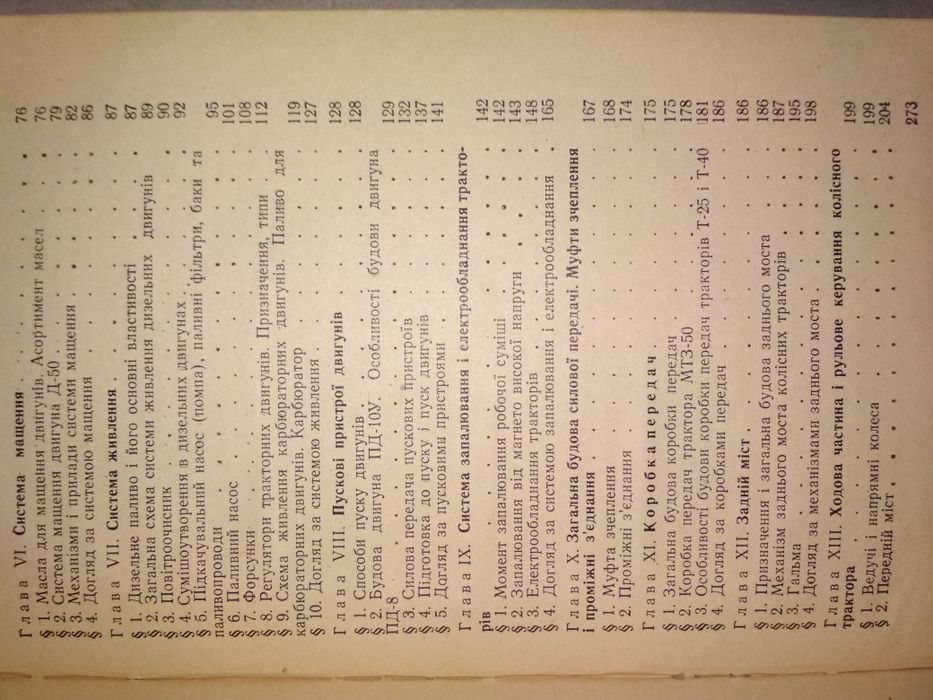 Глава VI. Система мащення . . . . . . . . 76
§ 1. Масла для мащення двигунів. Асортимент масел . . . 76
§ 2. Система мащення двигуна Д-50 . . . . . . . 79
§ 3. Механізми і прилади системи мащення . . . . . . 82
§ 4. Догляд за системою мащення . . . . . . . 86
Глава VII. Система живлення . . . . . . . . 87
§ 1. Дизельне паливо і його основні властивості . . . . 87
§ 2. Загальна схема системи живлення дизельних двигунів . . 89
§ 3. Повітроочисник . . . . . . . . . . 90
§ 4. Сумішоутворення в дизельних двигунах . . . . . 92
§ 5. Підкачувальний насос (помпа), паливні фільтри, баки та
паливопроводи . . . . . . . . . . . 95
§ 6. Паливний насос . . . . . . . . . . 101
§ 7. Форсунки . . . . . . . . . . . 108
§ 8. Регулятори тракторних двигунів. Призначення, типи . . 112
§ 9. Схема живлення карбюраторних двигунів. Паливо для
карбюраторних двигунів. Карбюратор . . . . . . 119
§ 10. Догляд за системою живлення . . . . . . . 127
Глава VIII. Пускові пристрої двигунів . . . . . . 128
§ 1. Способи пуску двигунів . . . . . . . . 128
§ 2. Будова двигуна ПД-10У. Особливості будови двигуна
ПД-8 . . . . . . . . . . . . 129
§ 3. Силова передача пускових пристроїв . . . . . . 132
§ 4. Підготовка до пуску і пуск двигунів . . . . . . 137
§ 5. Догляд за пусковими пристроями . . . . . . 141
Глава IX. Система запалювання і електрообладнання тракто-
рів . . . . . . . . . . . . . 142
§ 1. Момент запалювання робочої суміші . . . . . . 142
§ 2. Запалювання від магнето високої напруги . . . . . 143
§ 3. Електрообладнання тракторів . . . . . . . 148
§ 4. Догляд за системою запалювання і електрообладнання . . 165
Глава X. Загальна будова силової передачі. Муфти зчеплення
і проміжні з'єднання . . . . . . . . . 167
§ 1. Муфта зчеплення . . . . . . . . . 168
§ 2. Проміжні з'єднання . . . . . . . . . 174
Глава XI. Коробка передач . . . . . . . . 175
§ 1. Загальна будова коробки передач . . . . . . 175
§ 2. Коробка передач трактора МТЗ-50 . . . . . . 178
§ 3. Особливості будови коробки передач тракторів Т-25 і Т-40 . 181
§ 4. Догляд за коробками передач . . . . . . . 186
Глава XII. Задній міст . . . . . . . . . 186
§ 1. Призначення і загальна будова заднього моста . . . . 186
§ 2. Механізм заднього моста колісних тракторів . . . . 187
§ 3. Гальма . . . . . . . . . . . 195
§ 4. Догляд за механізмами заднього моста . . . . . 198
Глава XIII. Ходова частина і рульове керування колісного
трактора . . . . . . . . . . . . 199
§ 1. Ведучі і напрямні колеса . . . . . . . . 199
§ 2. Передній міст . . . . . . . . . . 204
273